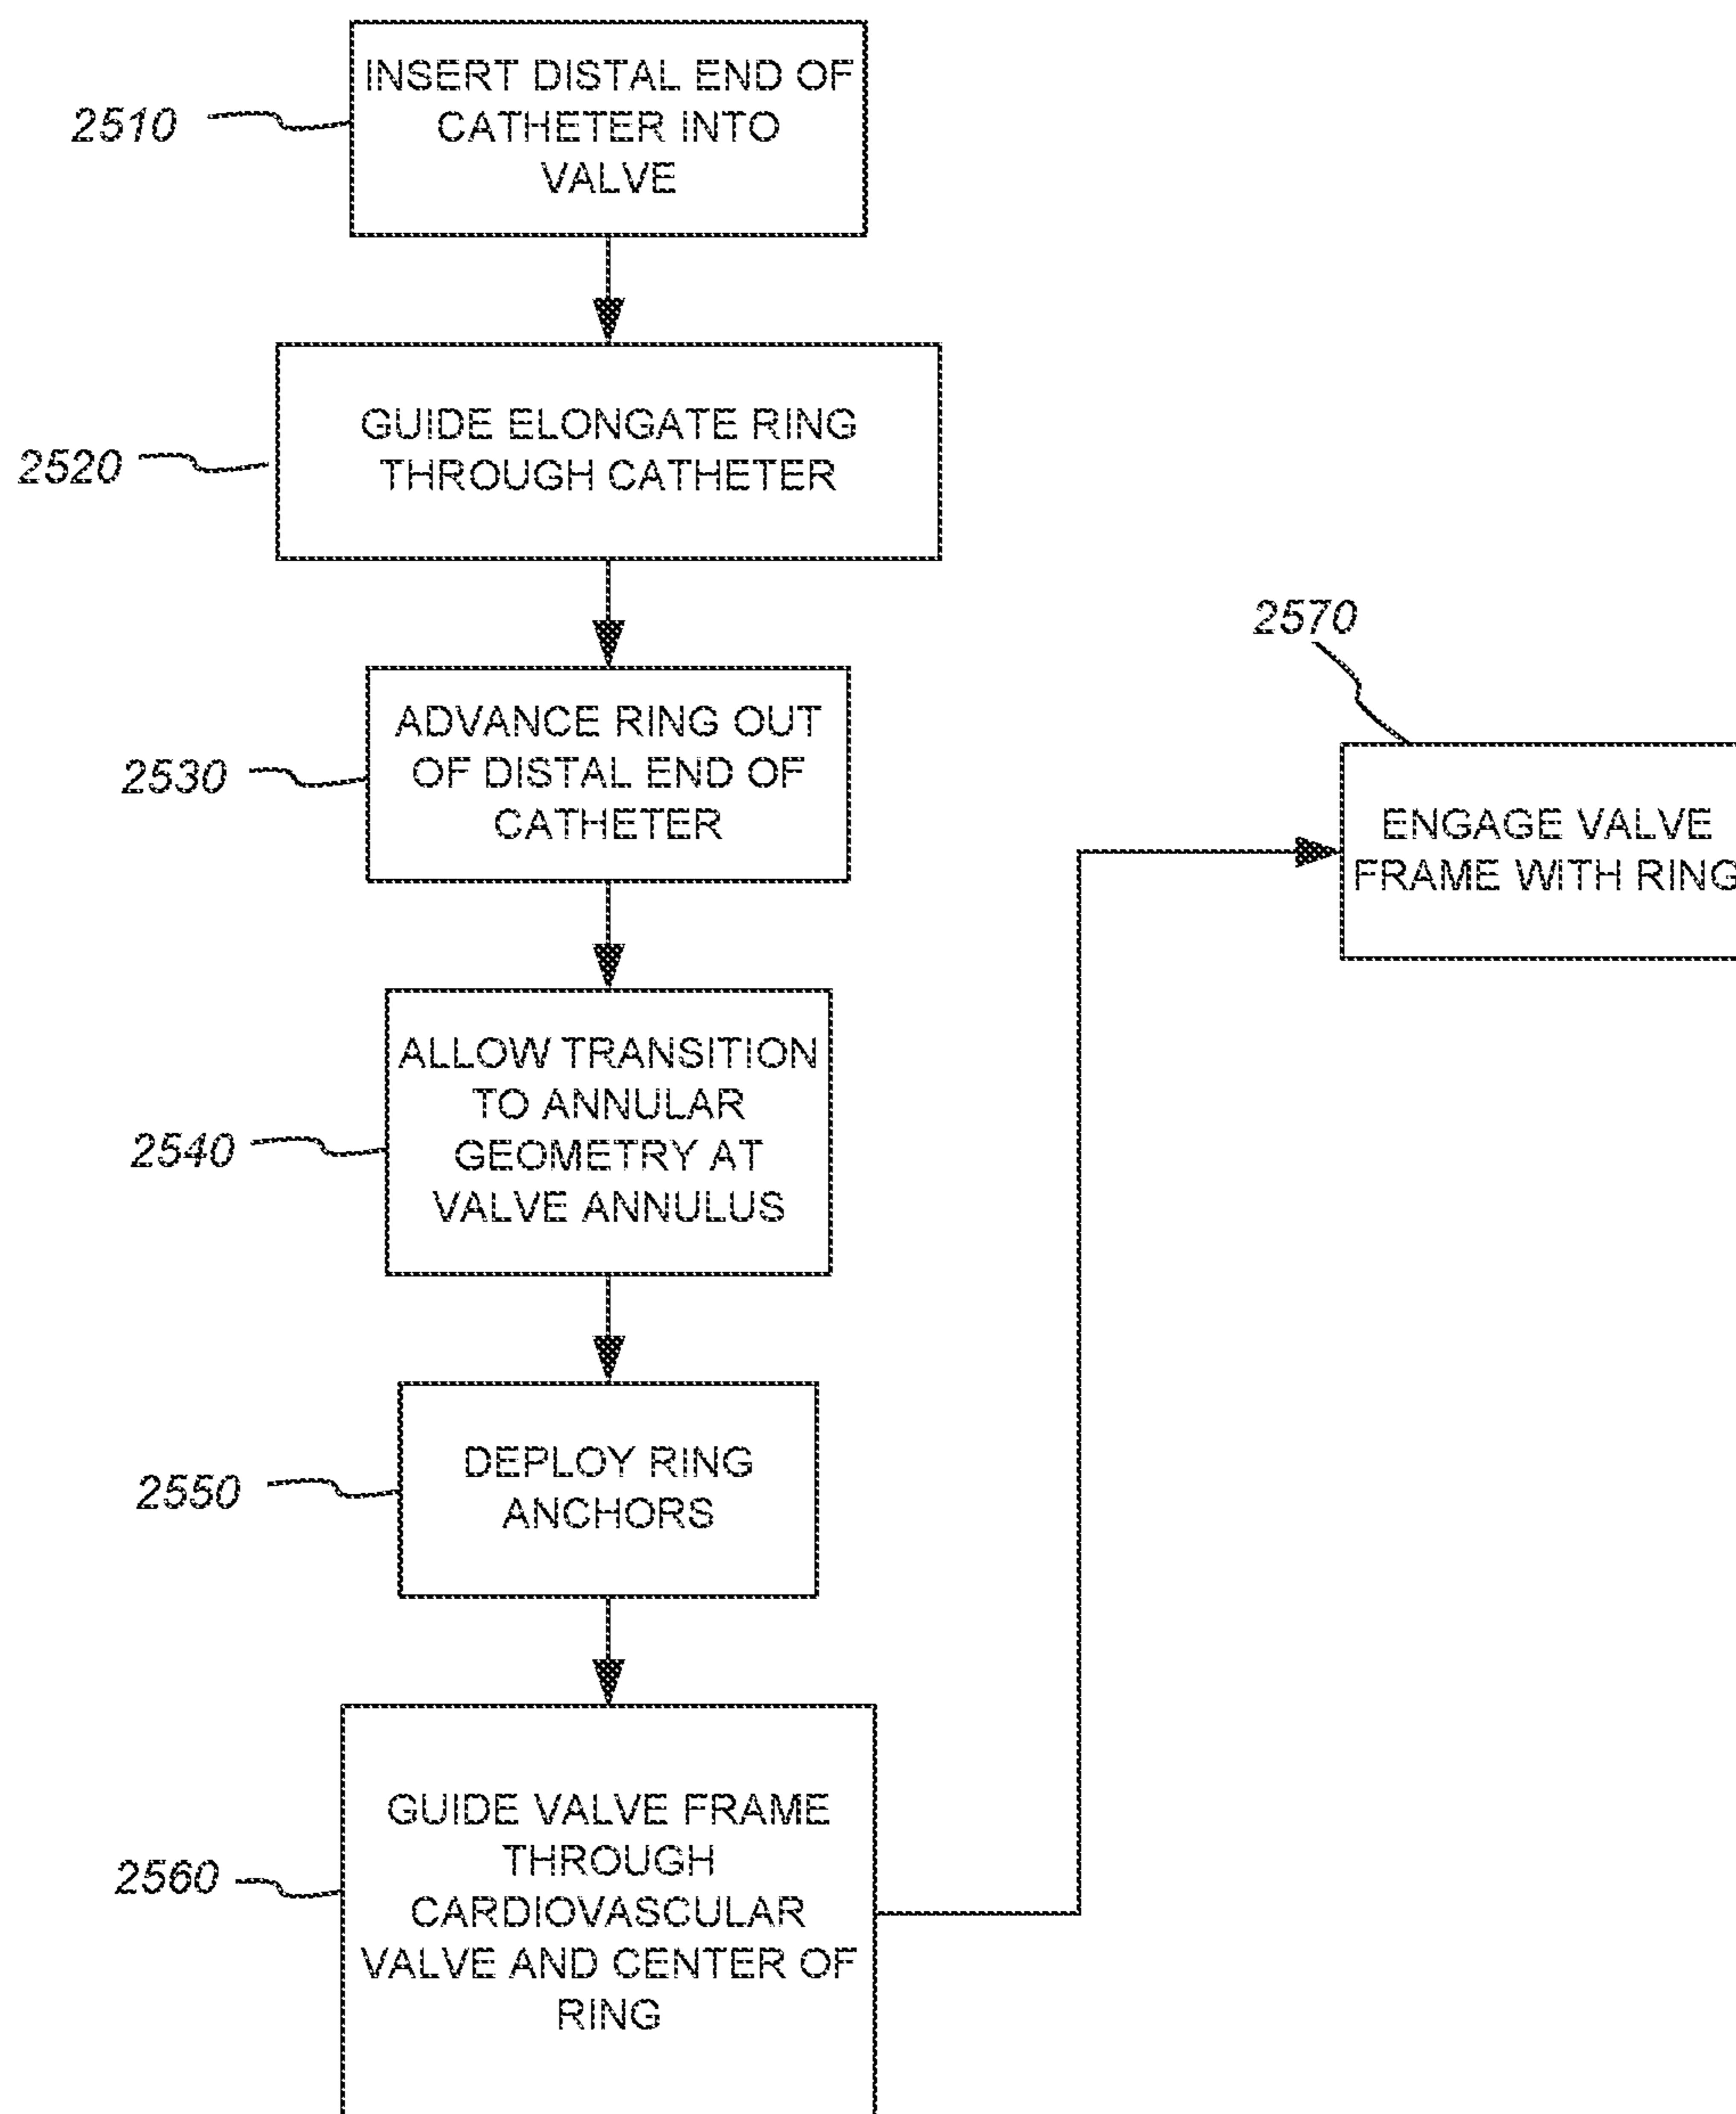 2510
INSERT DISTAL END OF
CATHETER INTO
VALVE
2520
GUIDE ELONGATE RING
THROUGH CATHETER
2530
ADVANCE RING OUT
OF DISTAL END OF
CATHETER
2540
ALLOW TRANSITION
TO ANNULAR
GEOMETRY AT
VALVE ANNULUS
2550
DEPLOY RING
ANCHORS
2560
GUIDE VALVE FRAME
THROUGH
CARDIOVASCULAR
VALVE AND CENTER OF
RING
2570
ENGAGE VALVE
FRAME WITH RING